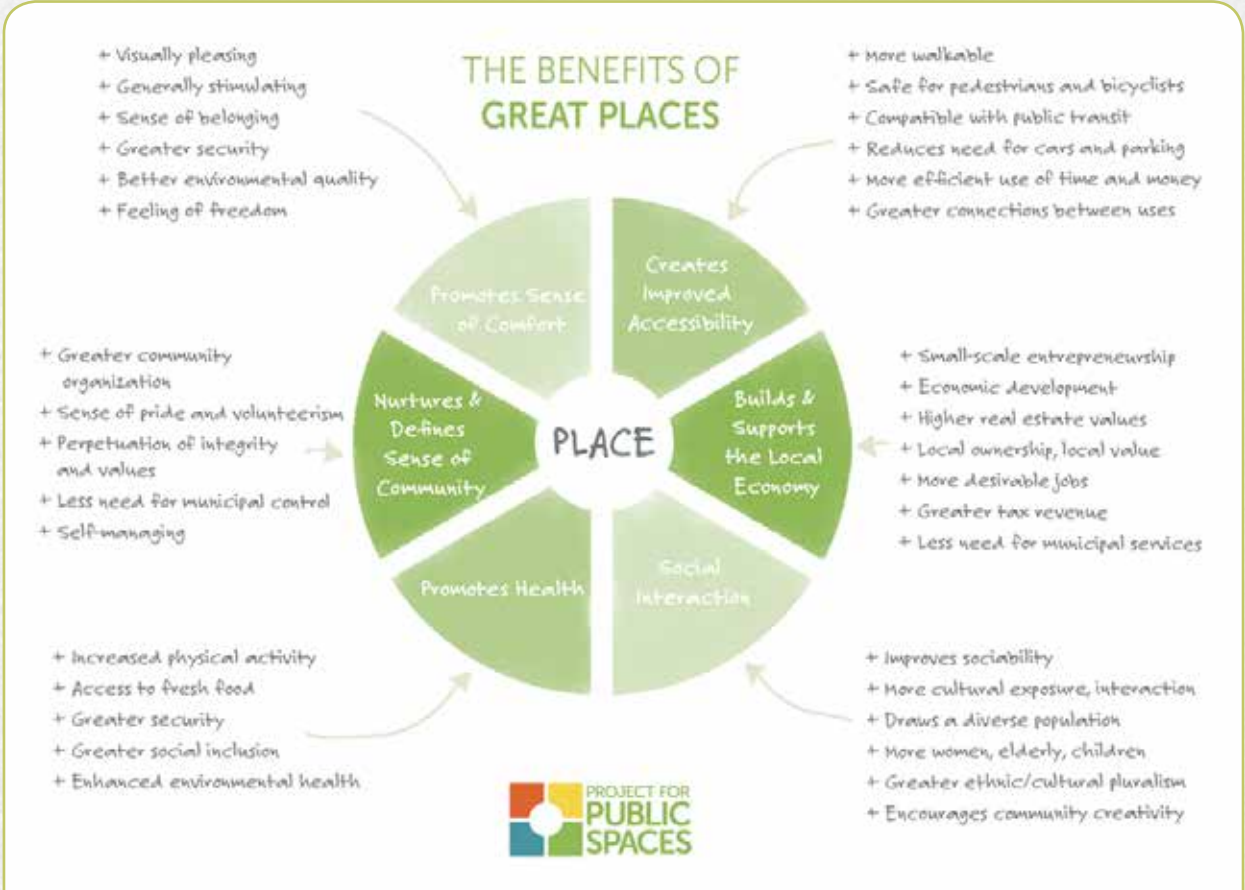 THE BENEFITS OF
GREAT PLACES
+ Visually pleasing
+ Generally stimulating
+ Sense of belonging
+ Greater security
+ Better environmental quality
+ Feeling of freedom
+ More walkable
+ Safe for pedestrians and bicyclists
+ Compatible with public transit
+ Reduces need for cars and parking
+ More efficient use of time and money
+ Greater connections between uses
Promotes Sense
of Comfort
Creates
Improved
Accessibility
+ Greater community
organization
+ Sense of pride and volunteerism
+ Perpetuation of integrity
and values
+ Less need for municipal control
+ Self-managing
Nurtures &
Defines
Sense of
Community
PLACE
Builds &
Supports
the Local
Economy
+ Small-scale entrepreneurship
+ Economic development
+ Higher real estate values
+ Local ownership, local value
+ More desirable jobs
+ Greater tax revenue
+ Less need for municipal services
Promotes Health
Social
Interaction
+ Increased physical activity
+ Access to fresh food
+ Greater security
+ Greater social inclusion
+ Enhanced environmental health
+ Improves sociability
+ More cultural exposure, interaction
+ Draws a diverse population
+ More women, elderly, children
+ Greater ethnic/cultural pluralism
+ Encourages community creativity
PROJECT FOR
PUBLIC
SPACES